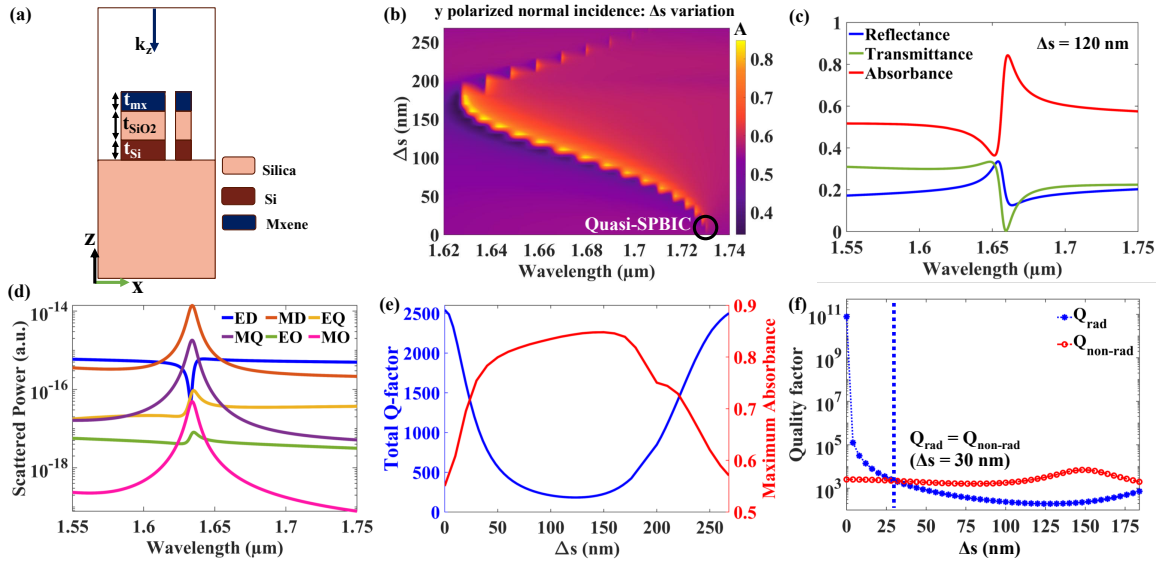 (a)
k_z
t_mx
t_SiO2
t_Si
Silica
Si
Mxene
Z
x
(b)
y polarized normal incidence: Δs variation
A
Δs (nm)
250
200
150
100
50
0
1.62
1.64
1.66
1.68
1.7
1.72
1.74
Wavelength (µm)
Quasi-SPBIC
0.8
0.7
0.6
0.5
0.4
(c)
Reflectance
Transmittance
Absorbance
Δs = 120 nm
1
0.8
0.6
0.4
0.2
0
1.55
1.6
1.65
1.7
1.75
Wavelength (µm)
(d)
Scattered Power (a.u.)
10^-14
10^-16
10^-18
ED MD EQ
MQ EO MO
1.55
1.6
1.65
1.7
1.75
Wavelength (µm)
(e)
Total Q-factor
2500
2000
1500
1000
500
0
0
50
100
150
200
250
Δs (nm)
0.9
0.8
0.7
0.6
0.5
Maximum Absorbance
(f)
Quality factor
10^11
10^9
10^7
10^5
10^3
Q_rad
Q_non-rad
Q_rad = Q_non-rad
(Δs = 30 nm)
0
25
50
75
100
125
150
175
Δs (nm)